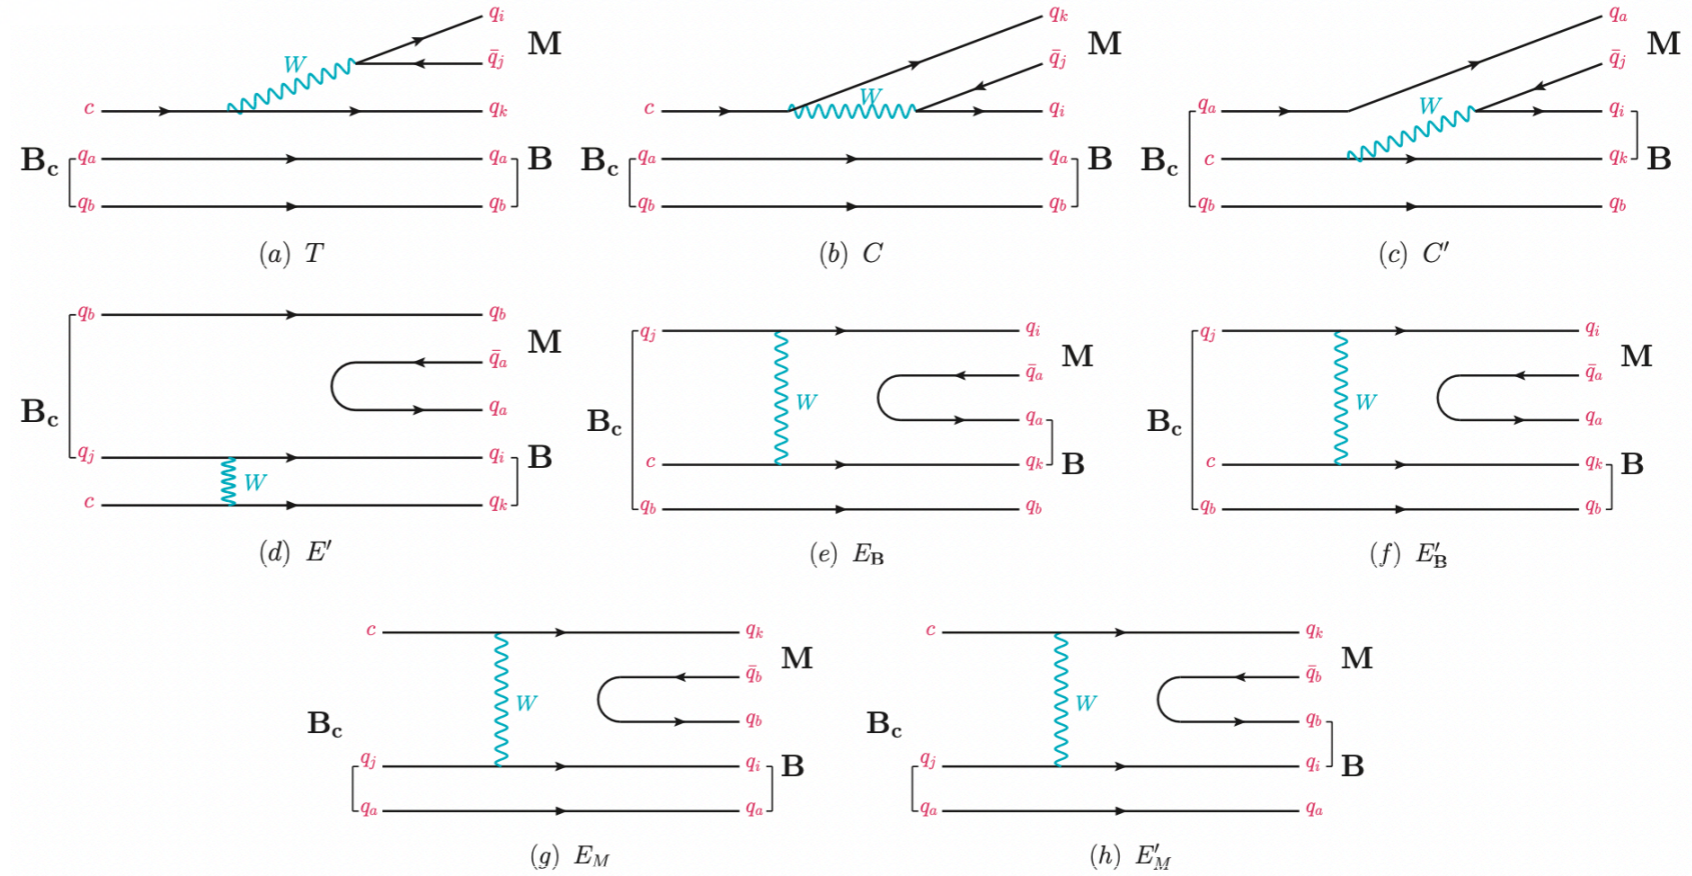 q_i
W M
q̄_j
c q_k
B_c q_a q_a B
q_b q_b
(a) T
q_k
M
q̄_j
W
c q_i
B_c q_a q_a B
q_b q_b
(b) C
q_a
M
q̄_j
q_a W q_i
B_c c q_k B
q_b q_b
(c) C′
q_b q_b
M
q̄_a
B_c q_a
q_j q_i B
W
c q_k
(d) E′
q_j q_i
M
q̄_a
W
B_c q_a
c q_k B
q_b q_b
(e) E_B
q_j q_i
M
q̄_a
W
B_c q_a
c q_k B
q_b q_b
(f) E′_B
c q_k
M
q̄_b
W
B_c q_b
q_j q_i B
q_a q_a
(g) E_M
c q_k
M
q̄_b
W
B_c q_b
q_j q_i B
q_a q_a
(h) E′_M